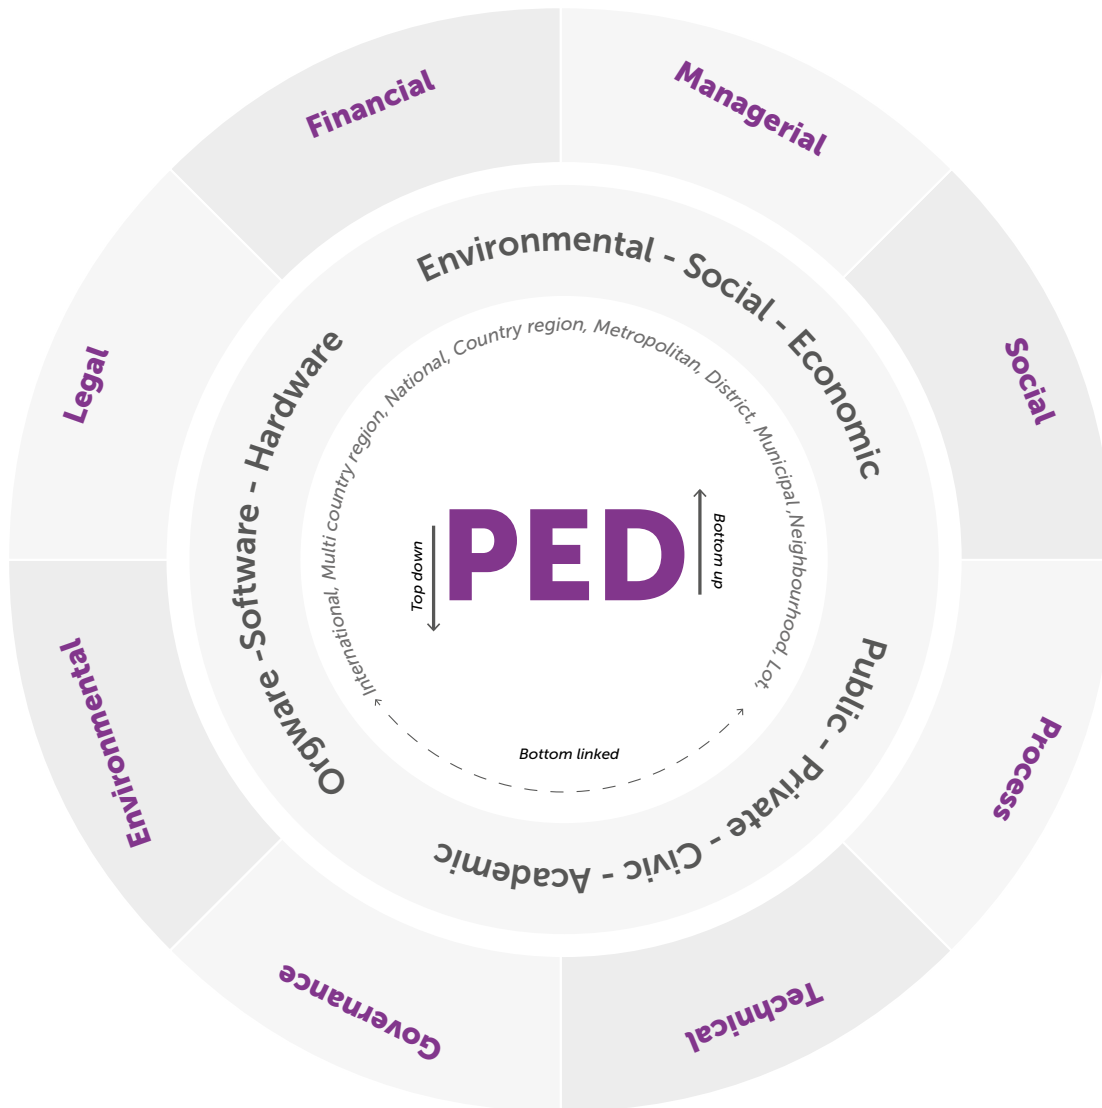 Financial
Managerial
Social
Process
Technical
Governance
Environmental
Legal
Environmental - Social - Economic
Public - Private - Civic - Academic
Orgware -Software - Hardware
International, Multi country region, National, Country region, Metropolitan, District, Municipal ,Neighbourhood, Lot,
Top down
PED
Bottom up
Bottom linked